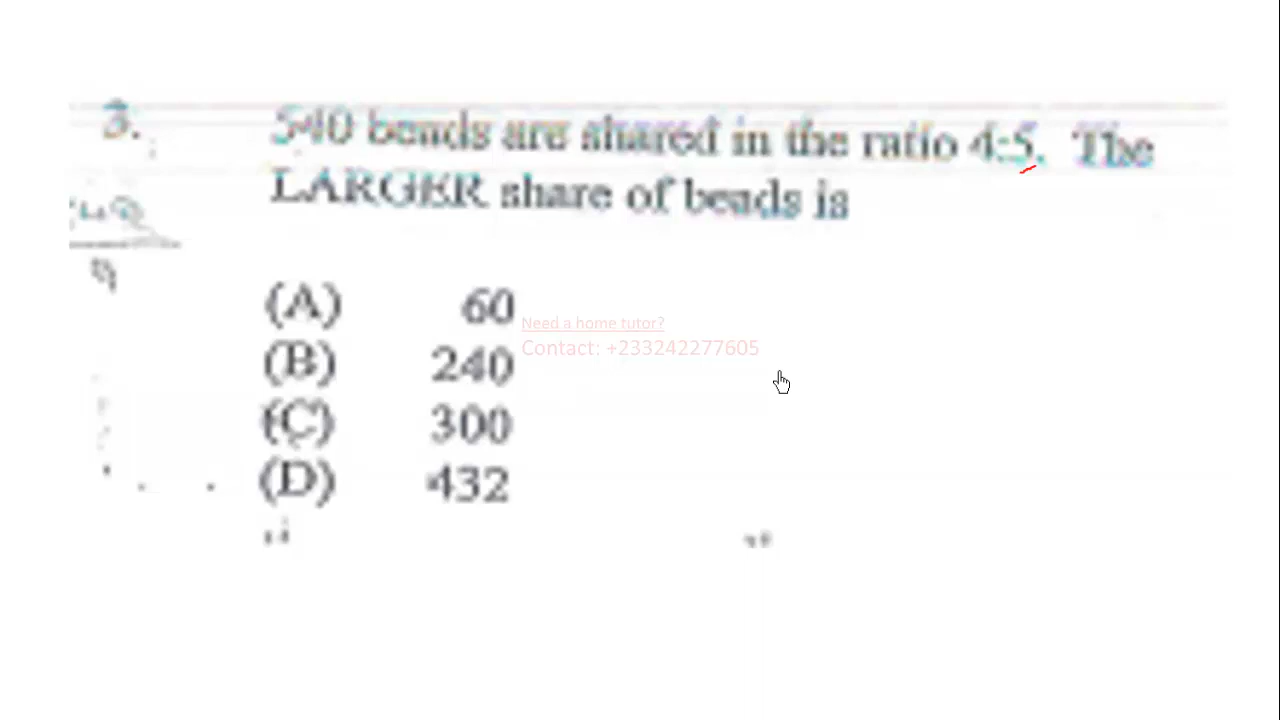 3. 540 beads are shared in the ratio 4:5. The
LARGER share of beads is
(A) 60
(B) 240
(C) 300
(D) 432
Need a home tutor?
Contact: +233242277605